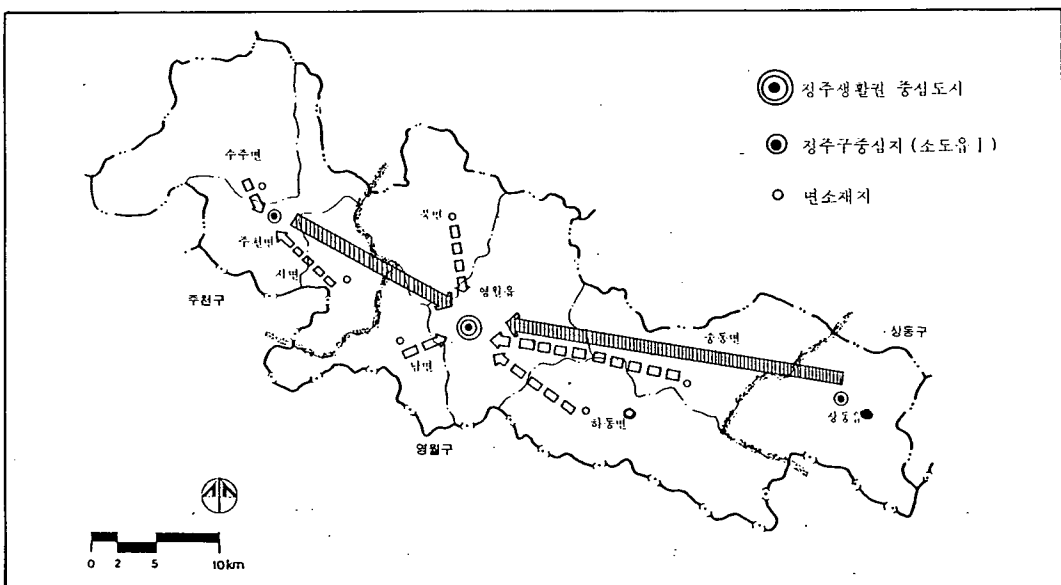 정주생활권 중심도시
정주구중심지 (소도읍 I)
면소재지
수주면
주천면
서면
주천구
북면
영월읍
남면
영월구
중동면
하동면
상동구
상동읍
0 2 5 10km